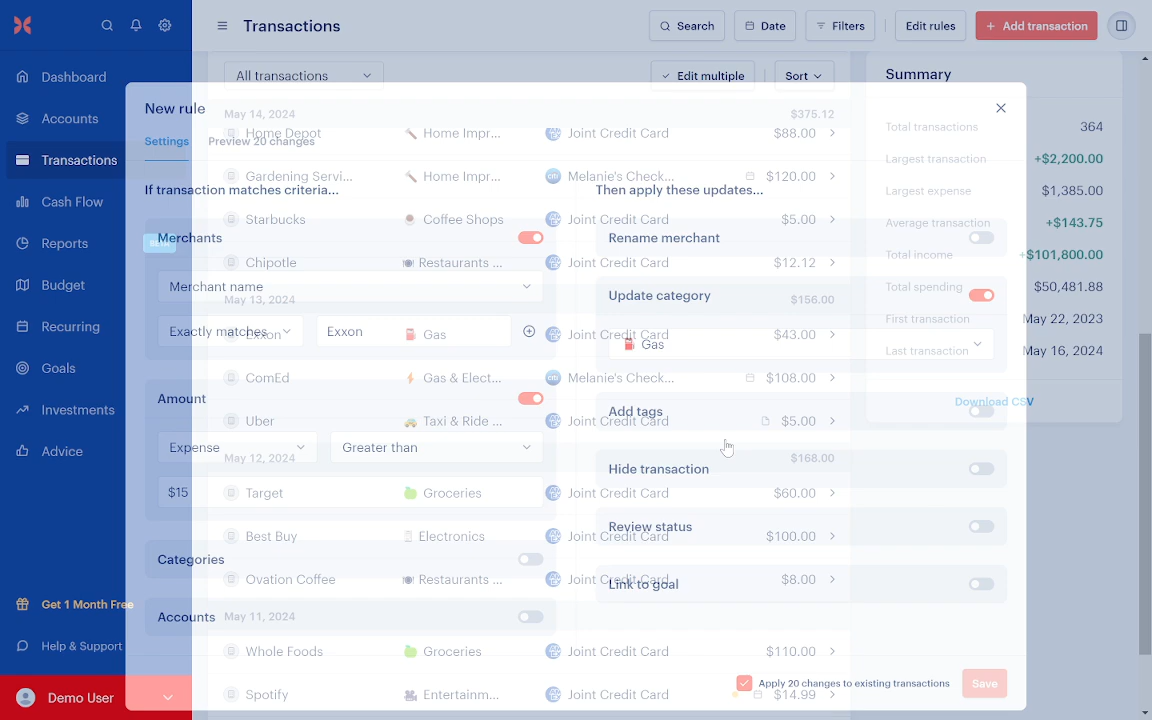 Transactions
Search
Date
Filters
Edit rules
+ Add transaction
Dashboard
Accounts
Transactions
Cash Flow
Reports
BETA
Budget
Recurring
Goals
Investments
Advice
Get 1 Month Free
Help & Support
Demo User
All transactions
Edit multiple
Sort
May 14, 2024 $375.12
Home Depot Home Impr... Joint Credit Card $88.00
Gardening Servi... Home Impr... Melanie's Check... $120.00
Starbucks Coffee Shops Joint Credit Card $5.00
Chipotle Restaurants ... Joint Credit Card $12.12
May 13, 2024 $156.00
Exxon Gas Joint Credit Card $43.00
ComEd Gas & Elect... Melanie's Check... $108.00
Uber Taxi & Ride ... Joint Credit Card $5.00
May 12, 2024 $168.00
Target Groceries Joint Credit Card $60.00
Best Buy Electronics Joint Credit Card $100.00
Ovation Coffee Restaurants ... Joint Credit Card $8.00
May 11, 2024
Whole Foods Groceries Joint Credit Card $110.00
Spotify Entertainm... Joint Credit Card $14.99
Summary
Total transactions 364
Largest transaction +$2,200.00
Largest expense $1,385.00
Average transaction +$143.75
Total income +$101,800.00
Total spending $50,481.88
First transaction May 22, 2023
Last transaction May 16, 2024
Download CSV
New rule
Settings
Preview 20 changes
If transaction matches criteria...
Merchants
Merchant name
Exactly matches
Exxon
Amount
Expense
Greater than
$15
Categories
Accounts
Then apply these updates...
Rename merchant
Update category
Gas
Add tags
Hide transaction
Review status
Link to goal
Apply 20 changes to existing transactions
Save